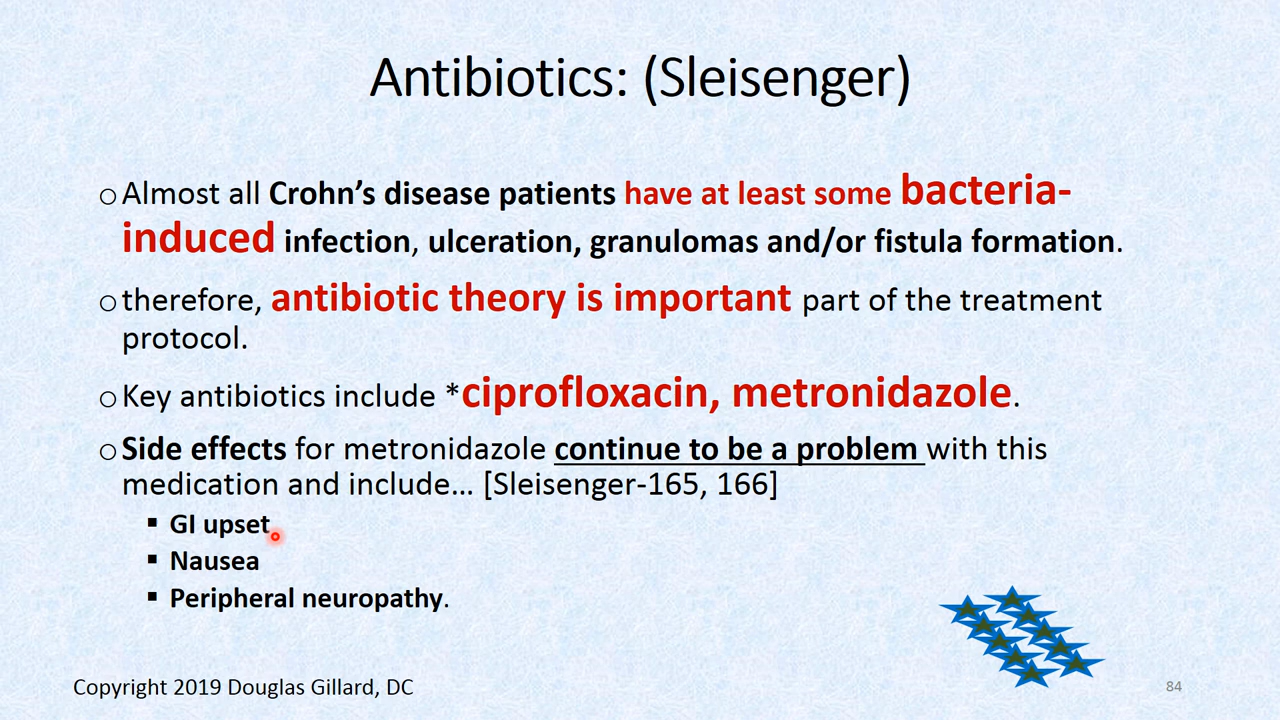 Antibiotics: (Sleisenger)
○Almost all Crohn’s disease patients have at least some bacteria-
induced infection, ulceration, granulomas and/or fistula formation.
○therefore, antibiotic theory is important part of the treatment
protocol.
○Key antibiotics include *ciprofloxacin, metronidazole.
○Side effects for metronidazole continue to be a problem with this
medication and include… [Sleisenger-165, 166]
▪ GI upset
▪ Nausea
▪ Peripheral neuropathy.
Copyright 2019 Douglas Gillard, DC
84